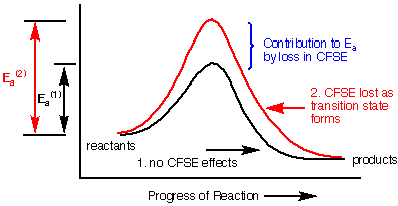 Contribution to Ea
by loss in CFSE
Ea(2)
Ea(1)
2. CFSE lost as
transition state
forms
reactants
1. no CFSE effects
products
Progress of Reaction